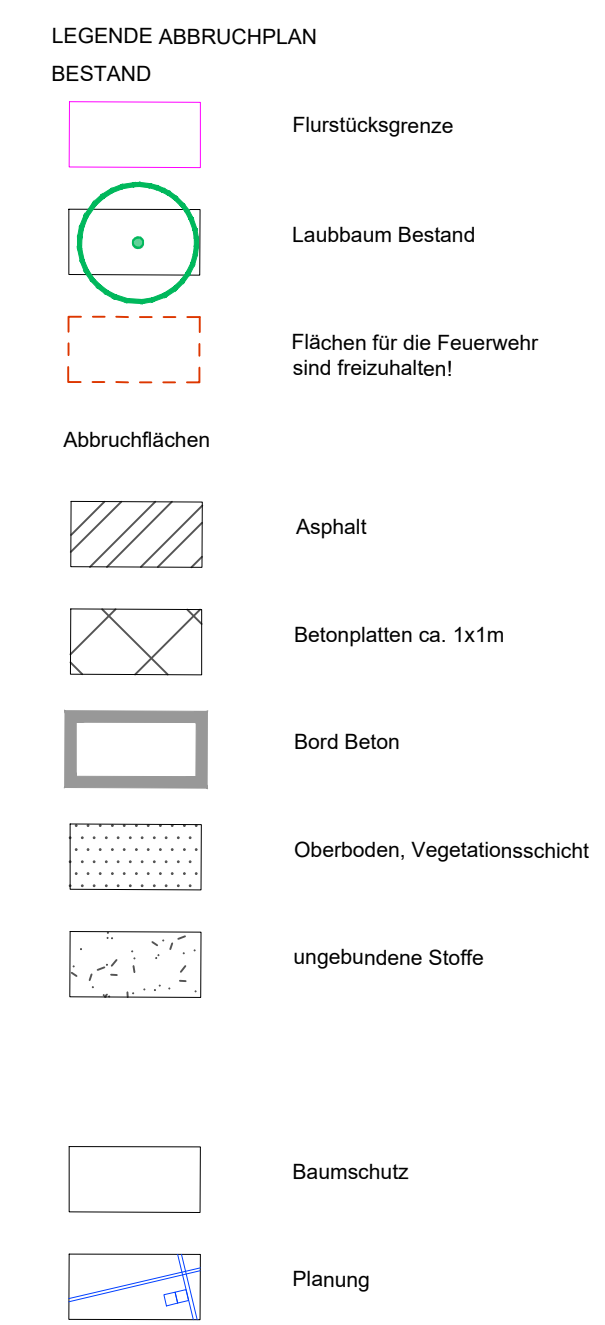 LEGENDE ABBRUCHPLAN
BESTAND
Flurstücksgrenze
Laubbaum Bestand
Flächen für die Feuerwehr
sind freizuhalten!
Abbruchflächen
Asphalt
Betonplatten ca. 1x1m
Bord Beton
Oberboden, Vegetationsschicht
ungebundene Stoffe
Baumschutz
Planung